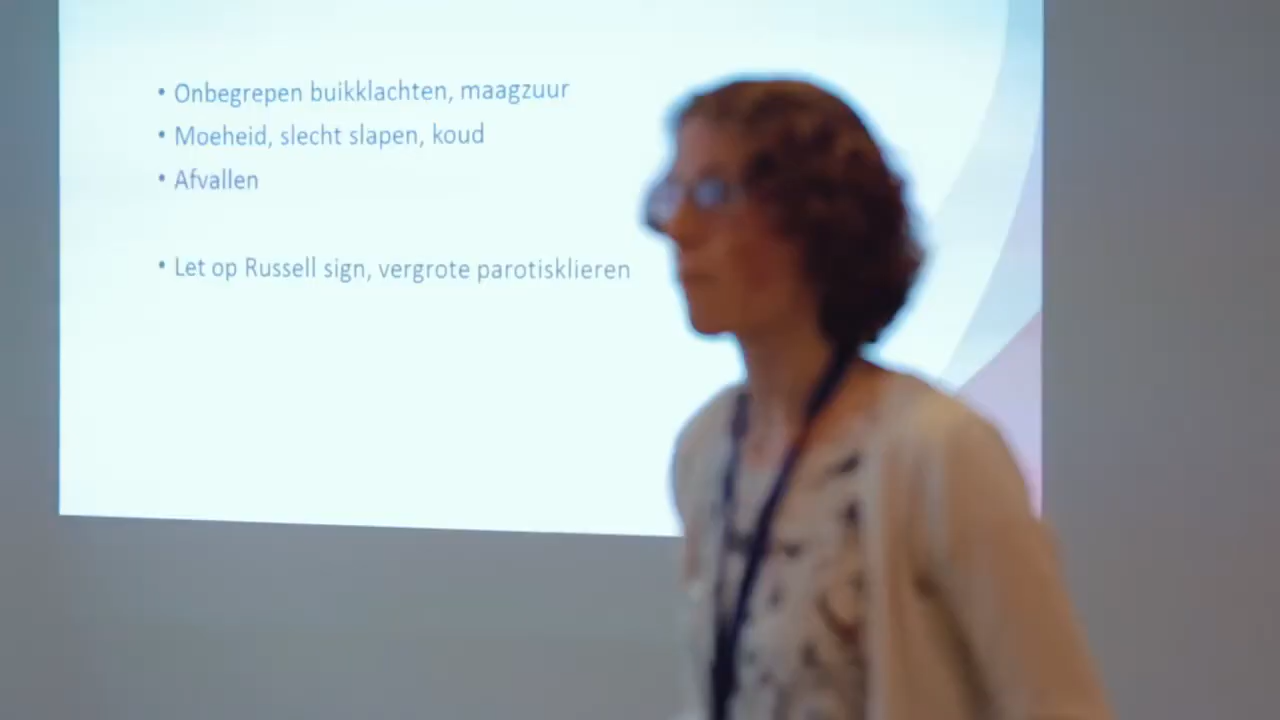 • Onbegrepen buikklachten, maagzuur
• Moeheid, slecht slapen, koud
• Afvallen
• Let op Russell sign, vergrote parotisklieren